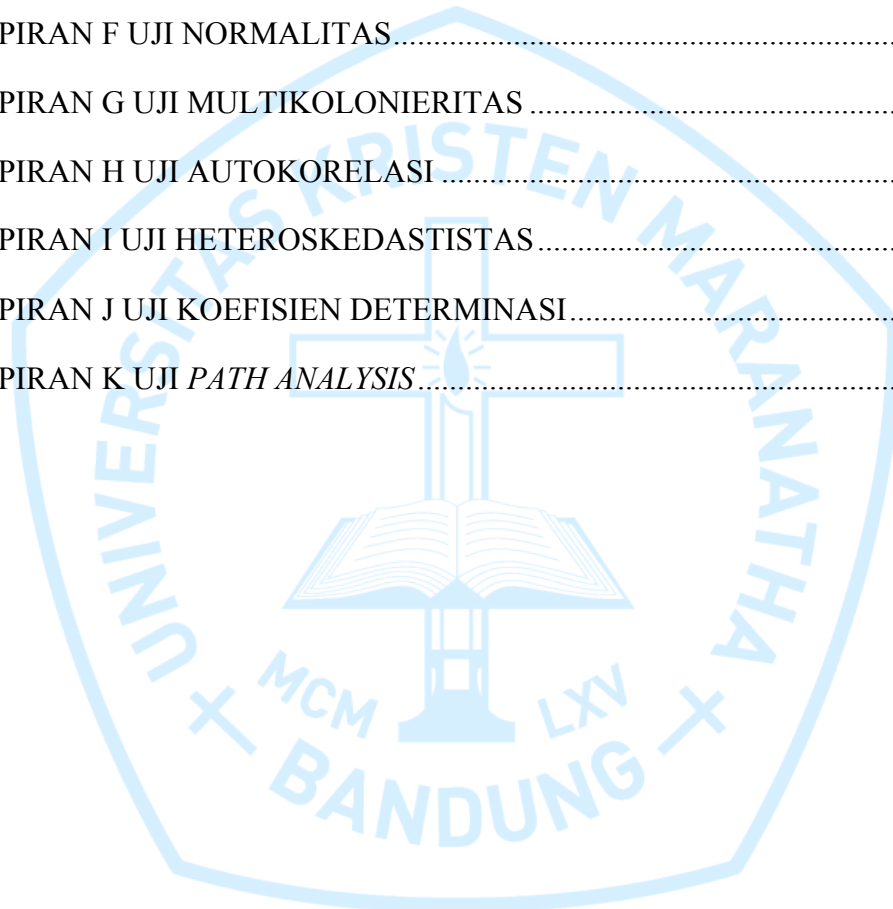 PIRAN F UJI NORMALITAS........................................................................
PIRAN G UJI MULTIKOLONIERITAS ......................................................
PIRAN H UJI AUTOKORELASI .................................................................
PIRAN I UJI HETEROSKEDASTISTAS.....................................................
PIRAN J UJI KOEFISIEN DETERMINASI.................................................
PIRAN K UJI PATH ANALYSIS....................................................................
UNIVERSITAS KRISTEN MARANATHA
MCM LXV
BANDUNG